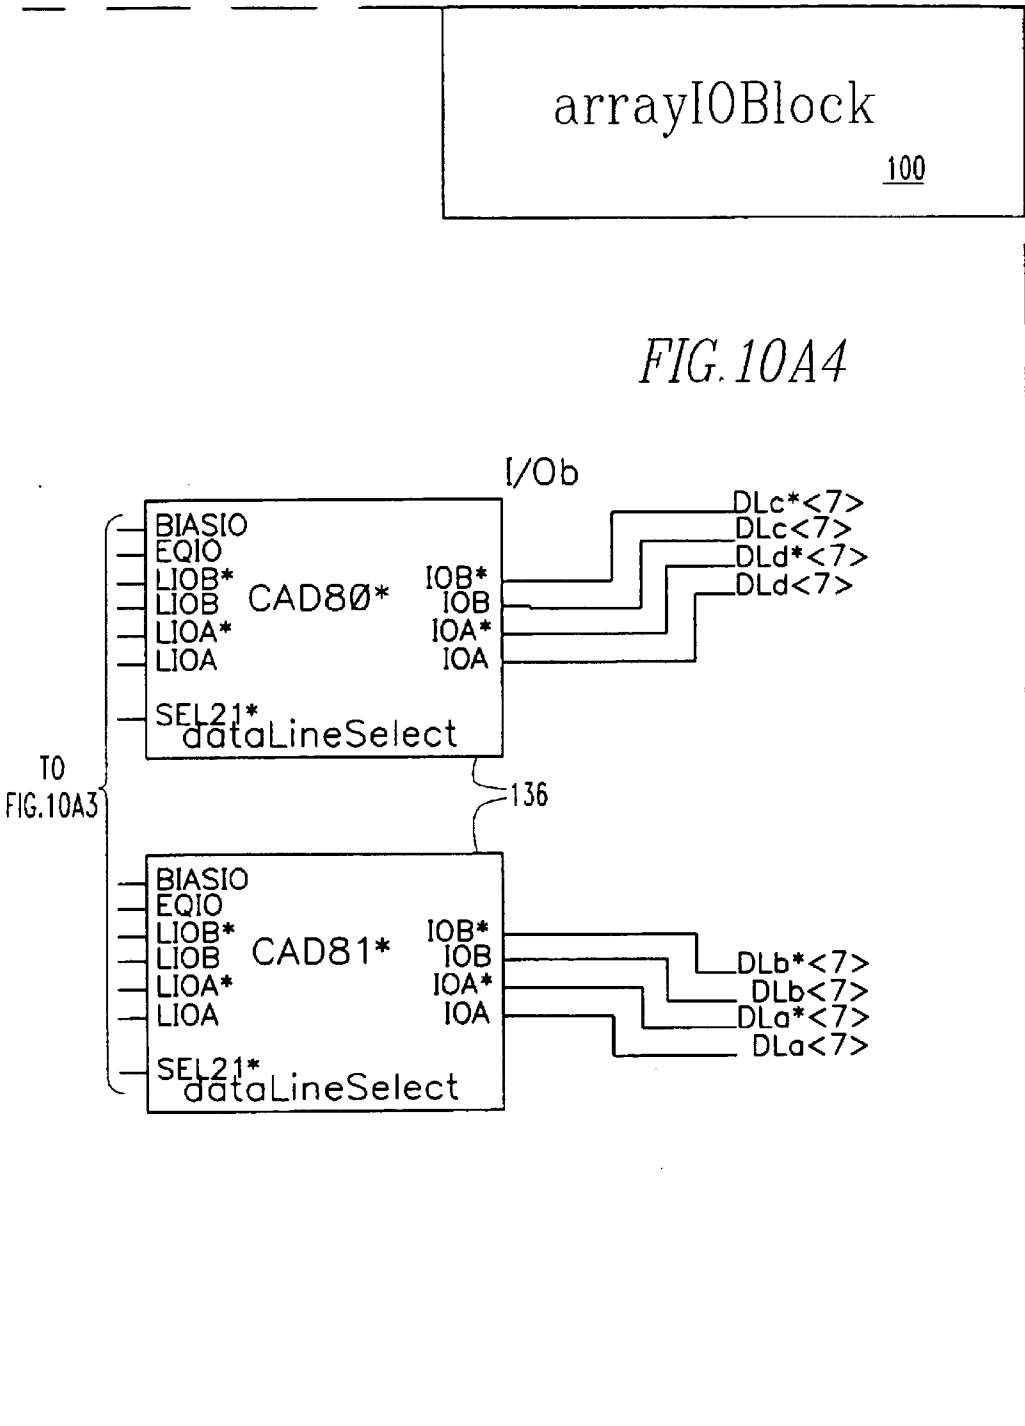 arrayIOBlock
100
FIG. 10A4
I/Ob
BIASIO
EQIO
LIOB*
LIOB
LIOA*
LIOA
SEL21*
CAD80*
dataLineSelect
IOB*
IOB
IOA*
IOA
DLc*<7>
DLc<7>
DLd*<7>
DLd<7>
TO
FIG.10A3
136
BIASIO
EQIO
LIOB*
LIOB
LIOA*
LIOA
SEL21*
CAD81*
dataLineSelect
IOB*
IOB
IOA*
IOA
DLb*<7>
DLb<7>
DLa*<7>
DLa<7>